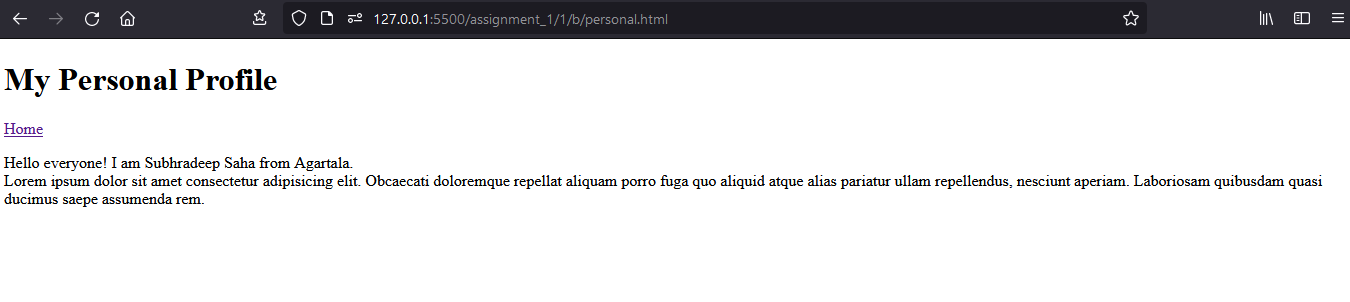 127.0.0.1:5500/assignment_1/1/b/personal.html
My Personal Profile
Home
Hello everyone! I am Subhradeep Saha from Agartala.
Lorem ipsum dolor sit amet consectetur adipisicing elit. Obcaecati doloremque repellat aliquam porro fuga quo aliquid atque alias pariatur ullam repellendus, nesciunt aperiam. Laboriosam quibusdam quasi
ducimus saepe assumenda rem.